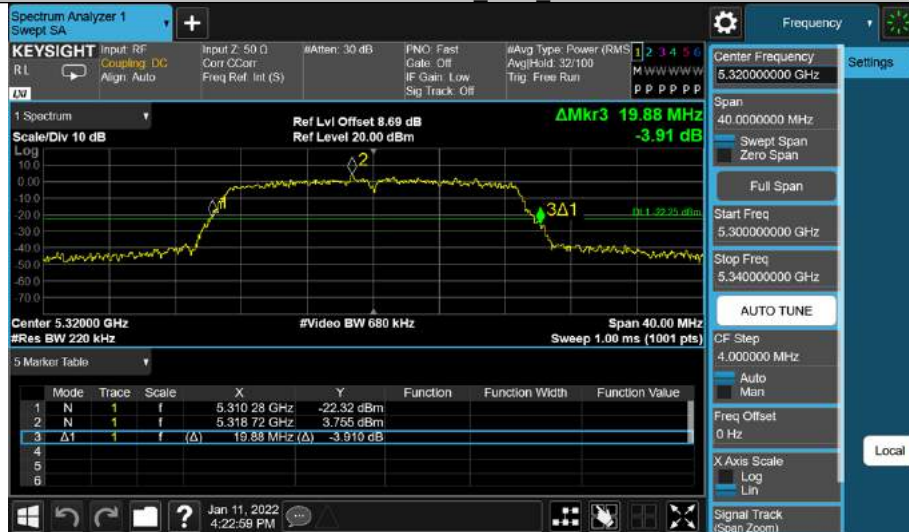 Spectrum Analyzer 1
Swept SA
+
Frequency
KEYSIGHT
R L
LXI
Input: RF
Coupling: DC
Align: Auto
Input Z: 50 Ω
Corr CCorr
Freq Ref: Int (S)
#Atten: 30 dB
PNO: Fast
Gate: Off
IF Gain: Low
Sig Track: Off
#Avg Type: Power (RMS
Avg|Hold: 32/100
Trig: Free Run
1 2 3 4 5 6
M W W W W W
P P P P P P
1 Spectrum
Scale/Div 10 dB
Ref Lvl Offset 8.69 dB
Ref Level 20.00 dBm
ΔMkr3 19.88 MHz
-3.91 dB
Log
10.0
0.00
-10.0
-20.0
-30.0
-40.0
-50.0
-60.0
-70.0
2
1
3Δ1
DL1 -22.25 dBm
Center 5.32000 GHz
#Res BW 220 kHz
#Video BW 680 kHz
Span 40.00 MHz
Sweep 1.00 ms (1001 pts)
5 Marker Table
Mode Trace Scale X Y Function Function Width Function Value
1 N 1 f 5.310 28 GHz -22.32 dBm
2 N 1 f 5.318 72 GHz 3.755 dBm
3 Δ1 1 f (Δ) 19.88 MHz (Δ) -3.910 dB
4
5
6
Jan 11, 2022
4:22:59 PM
?
Center Frequency
5.320000000 GHz
Span
40.0000000 MHz
Swept Span
Zero Span
Full Span
Start Freq
5.300000000 GHz
Stop Freq
5.340000000 GHz
AUTO TUNE
CF Step
4.000000 MHz
Auto
Man
Freq Offset
0 Hz
X Axis Scale
Log
Lin
Signal Track
(Span Zoom)
Settings
Local